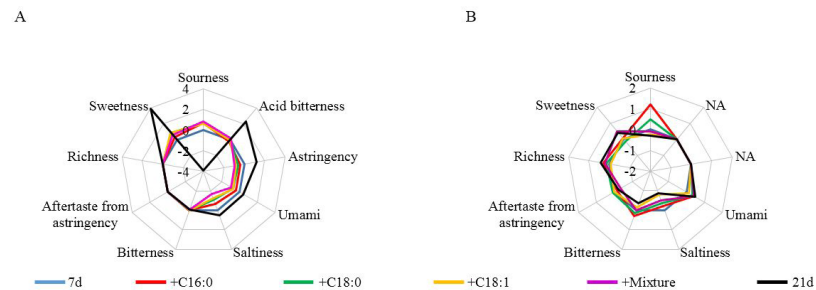 A
B
Sourness
Acid bitterness
Astringency
Umami
Saltiness
Bitterness
Aftertaste from
astringency
Richness
Sweetness
4
2
0
-2
-4
Sourness
NA
NA
Umami
Saltiness
Bitterness
Aftertaste from
astringency
Richness
Sweetness
2
1
0
-1
-2
7d
+C16:0
+C18:0
+C18:1
+Mixture
21d